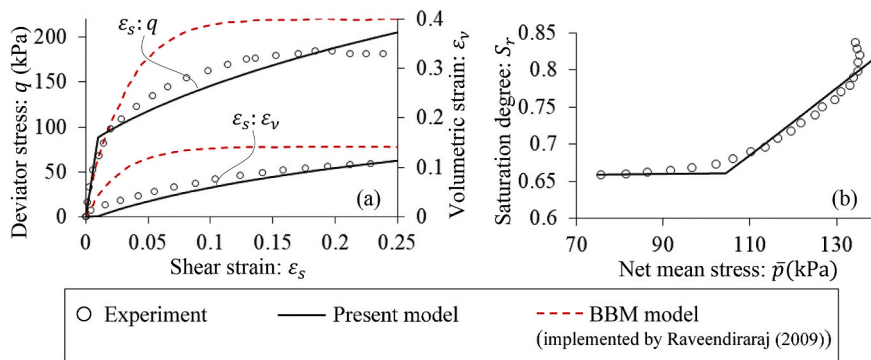 200
150
100
50
0
Deviator stress: q (kPa)
εs: q
εs: εv
(a)
0.4
0.3
0.2
0.1
0
Volumetric strain: εv
0 0.05 0.1 0.15 0.2 0.25
Shear strain: εs
0.85
0.8
0.75
0.7
0.65
0.6
Saturation degree: Sr
(b)
70 90 110 130
Net mean stress: p̄(kPa)
Experiment Present model BBM model
(implemented by Raveendiraraj (2009))